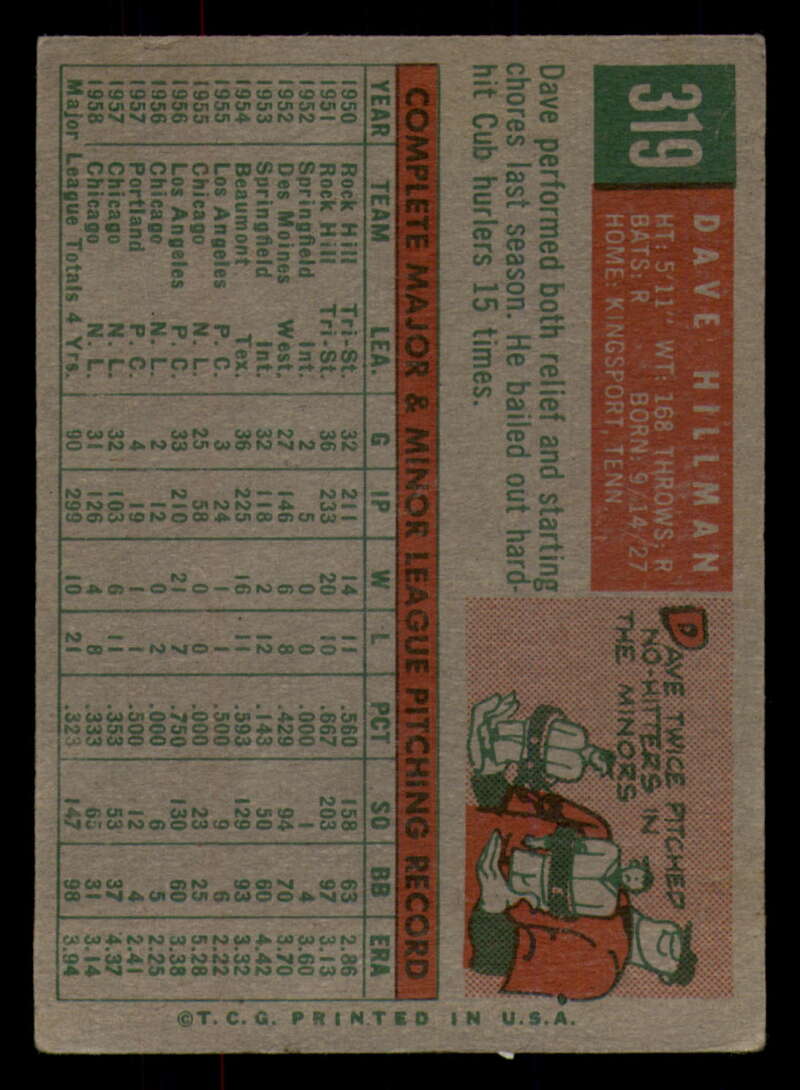 319
DAVE HILLMAN
HT: 5'11" WT: 168 THROWS: R
BATS: R BORN: 9/14/27
HOME: KINGSPORT, TENN.
DAVE TWICE PITCHED
NO-HITTERS IN
THE MINORS
Dave performed both relief and starting
chores last season. He bailed out hard-
hit Cub hurlers 15 times.
COMPLETE MAJOR & MINOR LEAGUE PITCHING RECORD
YEAR TEAM LEA. G IP W L PCT SO BB ERA
1950 Rock Hill Tri-St. 32 211 14 11 .560 158 63 2.86
1951 Rock Hill Tri-St. 36 233 20 10 .667 203 97 3.13
1952 Springfield Int. 2 5 0 0 .000 1 4 3.60
1952 Des Moines West. 27 146 6 8 .429 94 70 3.70
1953 Springfield Int. 32 118 2 12 .143 50 60 4.42
1954 Beaumont Tex. 36 225 16 11 .593 129 93 3.32
1955 Los Angeles P. C. 3 24 1 1 .500 9 6 2.22
1955 Chicago N. L. 25 58 0 0 .000 23 25 5.28
1956 Los Angeles P. C. 33 210 21 7 .750 130 60 3.38
1956 Chicago N. L. 2 12 0 2 .000 6 5 2.25
1957 Portland P. C. 4 19 1 1 .500 12 4 2.41
1957 Chicago N. L. 32 103 6 11 .353 53 37 4.37
1958 Chicago N. L. 31 126 4 8 .333 65 31 3.14
Major League Totals 4 Yrs. 90 299 10 21 .323 147 98 3.94
©T.C.G. PRINTED IN U.S.A.